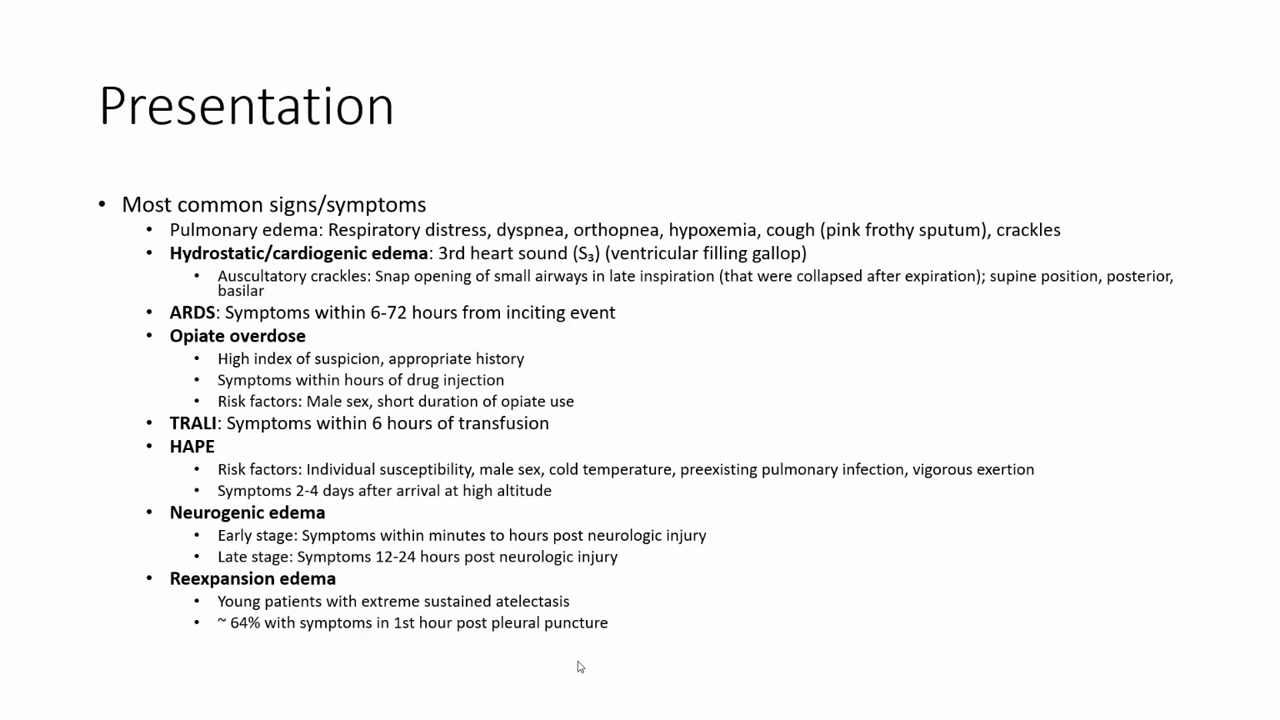 Presentation
• Most common signs/symptoms
• Pulmonary edema: Respiratory distress, dyspnea, orthopnea, hypoxemia, cough (pink frothy sputum), crackles
• Hydrostatic/cardiogenic edema: 3rd heart sound (S₃) (ventricular filling gallop)
• Auscultatory crackles: Snap opening of small airways in late inspiration (that were collapsed after expiration); supine position, posterior,
basilar
• ARDS: Symptoms within 6-72 hours from inciting event
• Opiate overdose
• High index of suspicion, appropriate history
• Symptoms within hours of drug injection
• Risk factors: Male sex, short duration of opiate use
• TRALI: Symptoms within 6 hours of transfusion
• HAPE
• Risk factors: Individual susceptibility, male sex, cold temperature, preexisting pulmonary infection, vigorous exertion
• Symptoms 2-4 days after arrival at high altitude
• Neurogenic edema
• Early stage: Symptoms within minutes to hours post neurologic injury
• Late stage: Symptoms 12-24 hours post neurologic injury
• Reexpansion edema
• Young patients with extreme sustained atelectasis
• ~ 64% with symptoms in 1st hour post pleural puncture